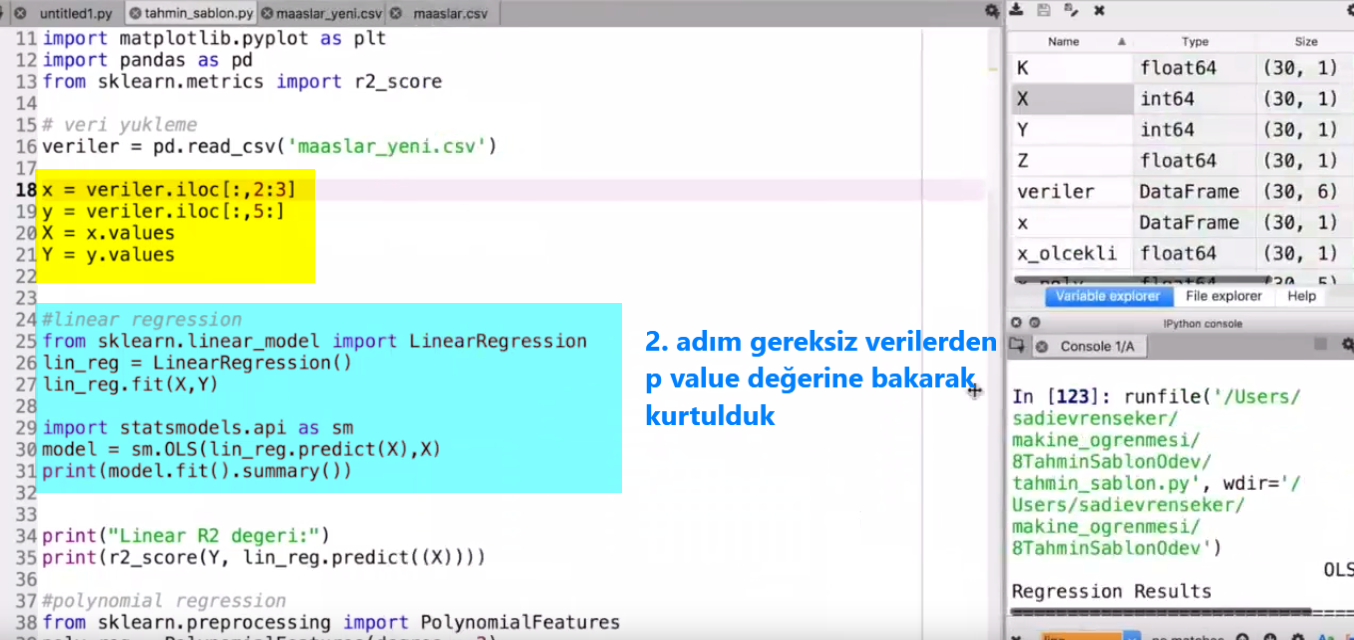 untitled1.py
tahmin_sablon.py
maaslar_yeni.csv
maaslar.csv
11 import matplotlib.pyplot as plt
12 import pandas as pd
13 from sklearn.metrics import r2_score
14
15 # veri yukleme
16 veriler = pd.read_csv('maaslar_yeni.csv')
17
18 x = veriler.iloc[:,2:3]
19 y = veriler.iloc[:,5:]
20 X = x.values
21 Y = y.values
22
23
24 #linear regression
25 from sklearn.linear_model import LinearRegression
26 lin_reg = LinearRegression()
27 lin_reg.fit(X,Y)
28
29 import statsmodels.api as sm
30 model = sm.OLS(lin_reg.predict(X),X)
31 print(model.fit().summary())
32
33
34 print("Linear R2 degeri:")
35 print(r2_score(Y, lin_reg.predict((X))))
36
37 #polynomial regression
38 from sklearn.preprocessing import PolynomialFeatures
2. adım gereksiz verilerden
p value değerine bakarak
kurtulduk
Name Type Size
K float64 (30, 1)
X int64 (30, 1)
Y int64 (30, 1)
Z float64 (30, 1)
veriler DataFrame (30, 6)
x DataFrame (30, 1)
x_olcekli float64 (30, 1)
Variable explorer File explorer Help
IPython console
Console 1/A
In [123]: runfile('/Users/
sadievrenseker/
makine_ogrenmesi/
8TahminSablonOdev/
tahmin_sablon.py', wdir='/
Users/sadievrenseker/
makine_ogrenmesi/
8TahminSablonOdev')
OLS
Regression Results